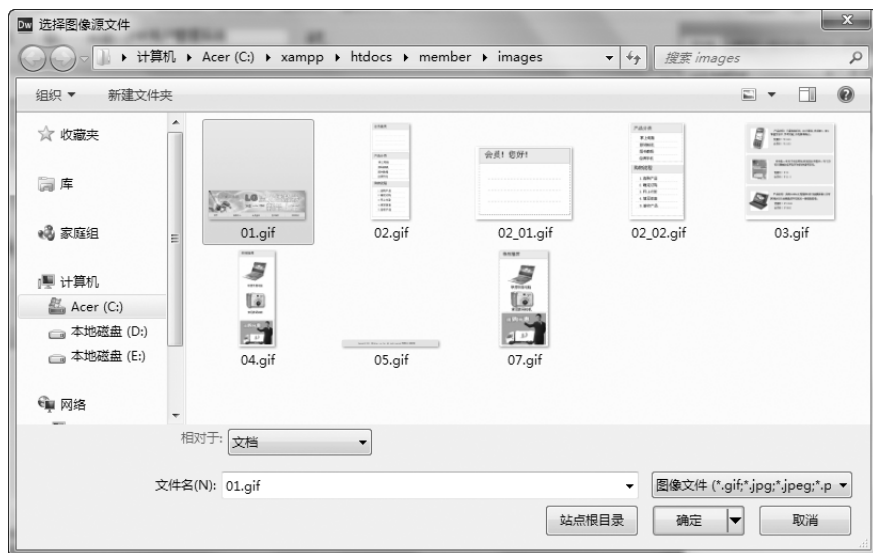 Dw 选择图像源文件
计算机 Acer (C:) xampp htdocs member images
搜索 images
组织 新建文件夹
收藏夹
库
家庭组
计算机
Acer (C:)
本地磁盘 (D:)
本地磁盘 (E:)
网络
会员！您好！
01.gif
02.gif
02_01.gif
02_02.gif
03.gif
04.gif
05.gif
07.gif
相对于: 文档
文件名(N): 01.gif
图像文件 (*.gif;*.jpg;*.jpeg;*.p
站点根目录 确定 取消